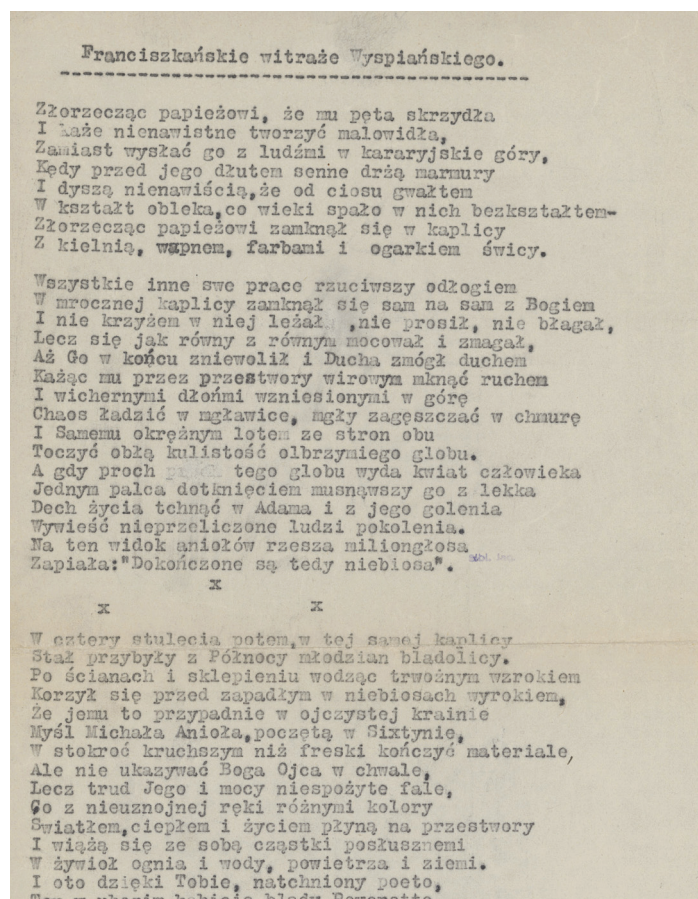 Franciszkańskie witraże Wyspiańskiego.
Złorzecząc papieżowi, że mu pęta skrzydła
I każe nienawistne tworzyć malowidła,
Zamiast wysłać go z ludźmi w kararyjskie góry,
Kędy przed jego dłutem senne drżą marmury
I dyszą nienawiścią,że od ciosu gwałtem
W kształt obleka,co wieki spało w nich bezkształtem-
Złorzecząc papieżowi zamknął się w kaplicy
Z kielnią, wapnem, farbami i ogarkiem świcy.
Wszystkie inne swe prace rzuciwszy odłogiem
W mrocznej kaplicy zamknął się sam na sam z Bogiem
I nie krzyżem w niej leżał ,nie prosił, nie błagał,
Lecz się jak równy z równym mocował i zmagał,
Aż Go w końcu zniewolił i Ducha zmógł duchem
Każąc mu przez przestwory wirowym mknąć ruchem
I wichernymi dłońmi wzniesionymi w górę
Chaos ładzić w mgławice, mgły zagęszczać w chmurę
I Samemu okrężnym lotem ze stron obu
Toczyć obłą kulistość olbrzymiego globu.
A gdy proch tego globu wyda kwiat człowieka
Jednym palca dotknięciem musnąwszy go z lekka
Dech życia tchnąć w Adama i z jego golenia
Wywieść nieprzeliczone ludzi pokolenia.
Na ten widok aniołów rzesza miliongłosa
Zapiała:"Dokończone są tedy niebiosa".
x
x x
W cztery stulecia potem,w tej samej kaplicy
Stał przybyły z Północy młodzian bladolicy.
Po ścianach i sklepieniu wodząc trwożnym wzrokiem
Korzył się przed zapadłym w niebiosach wyrokiem,
Że jemu to przypadnie w ojczystej krainie
Myśl Michała Anioła,poczętą w Sixtynie,
W stokroć kruchszym niż freski kończyć materiale,
Ale nie ukazywać Boga Ojca w chwale,
Lecz trud Jego i mocy niespożyte fale,
Co z nieuznojnej ręki różnymi kolory
Światłem,ciepłem i życiem płyną na przestwory
I wiążą się ze sobą cząstki posłusznemi
W żywioł ognia i wody, powietrza i ziemi.
I oto dzięki Tobie, natchniony poeto,